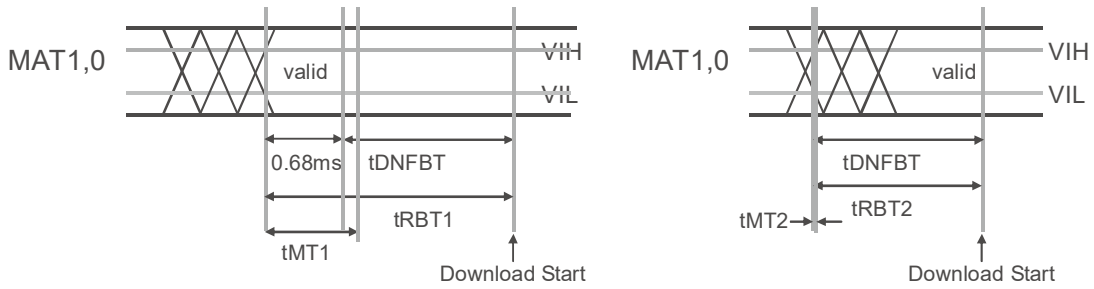 MAT1,0
valid
VIH
VIL
0.68ms
tDNFBT
tRBT1
tMT1
Download Start
MAT1,0
valid
VIH
VIL
tDNFBT
tMT2
tRBT2
Download Start